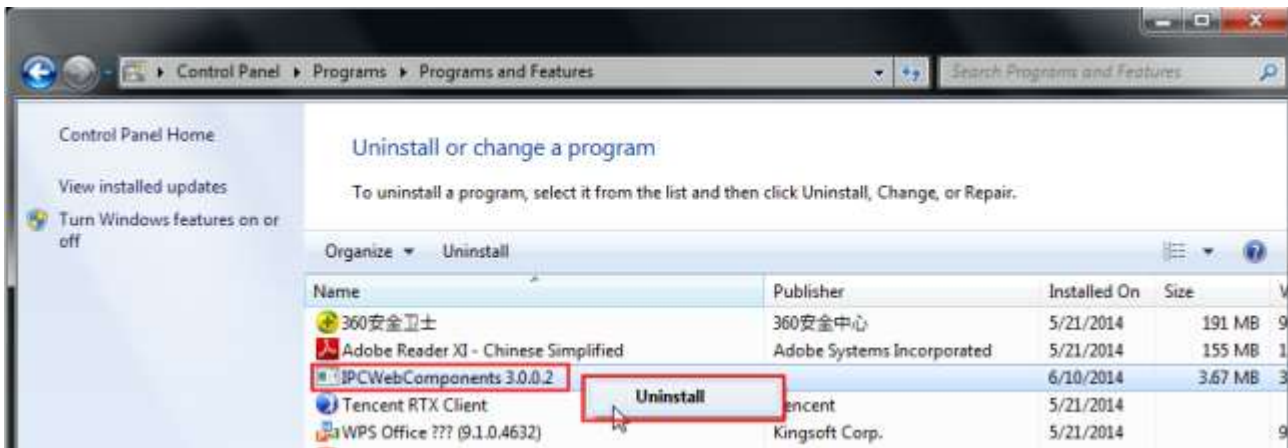 Control Panel ▸ Programs ▸ Programs and Features
Search Programs and Features
Control Panel Home
Uninstall or change a program
View installed updates
To uninstall a program, select it from the list and then click Uninstall, Change, or Repair.
Turn Windows features on or
off
Organize Uninstall
Name Publisher Installed On Size
360安全卫士 360安全中心 5/21/2014 191 MB 9
Adobe Reader XI - Chinese Simplified Adobe Systems Incorporated 5/21/2014 155 MB 1
IPCWebComponents 3.0.0.2 6/10/2014 3.67 MB 3
Uninstall
Tencent RTX Client encent 5/21/2014
WPS Office ??? (9.1.0.4632) Kingsoft Corp. 5/21/2014 9